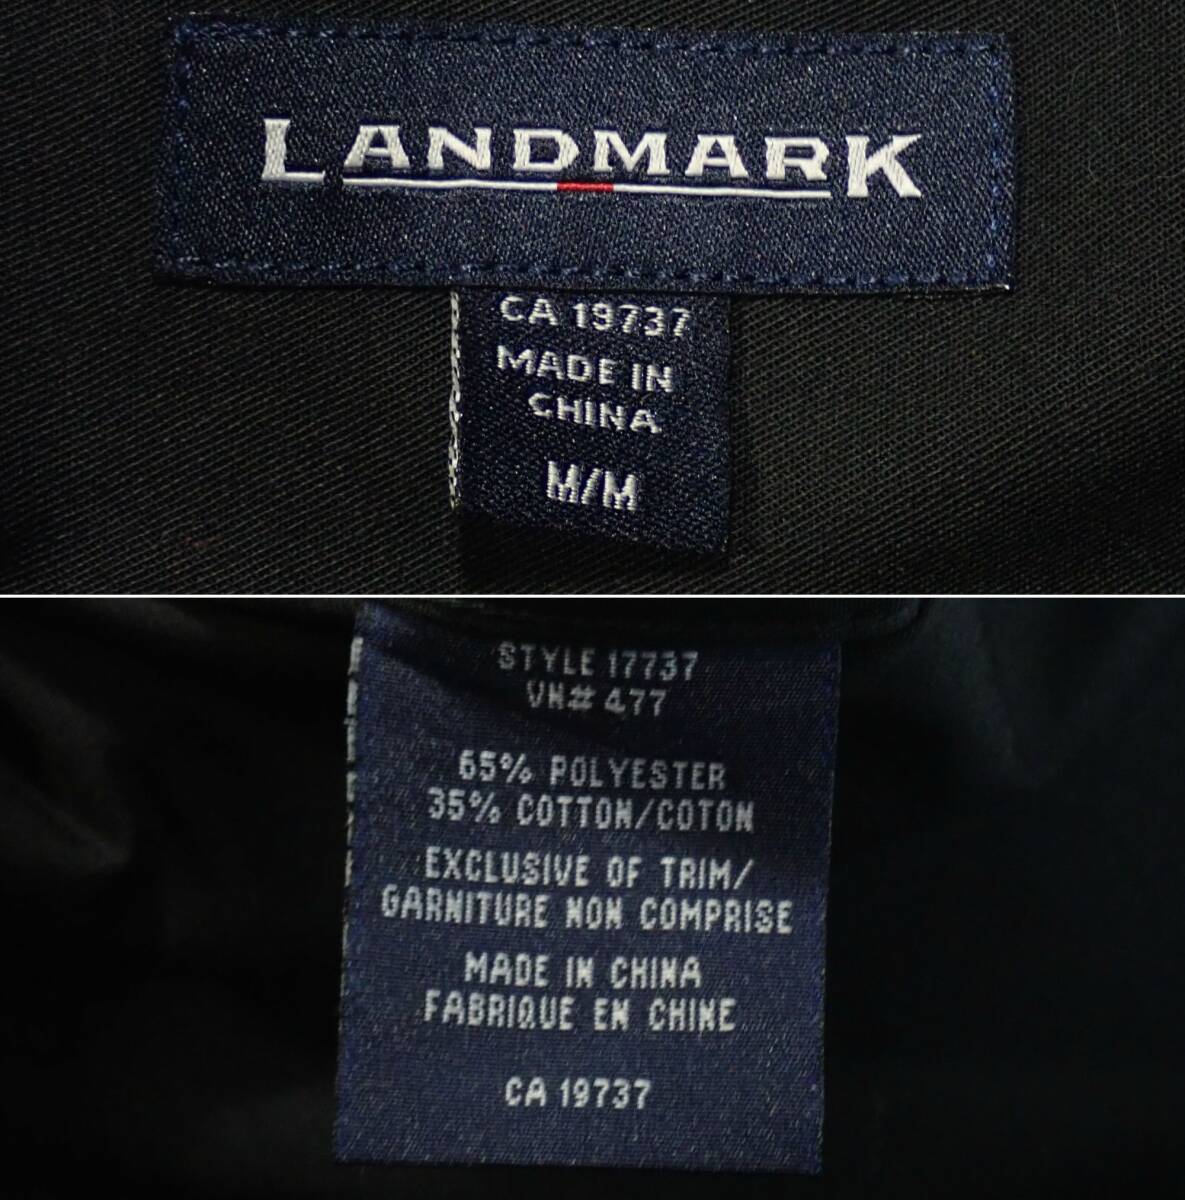 LANDMARK
CA 19737
MADE IN
CHINA
M/M
STYLE 17737
VN# 477
65% POLYESTER
35% COTTON/COTON
EXCLUSIVE OF TRIM/
GARNITURE NON COMPRISE
MADE IN CHINA
FABRIQUE EN CHINE
CA 19737